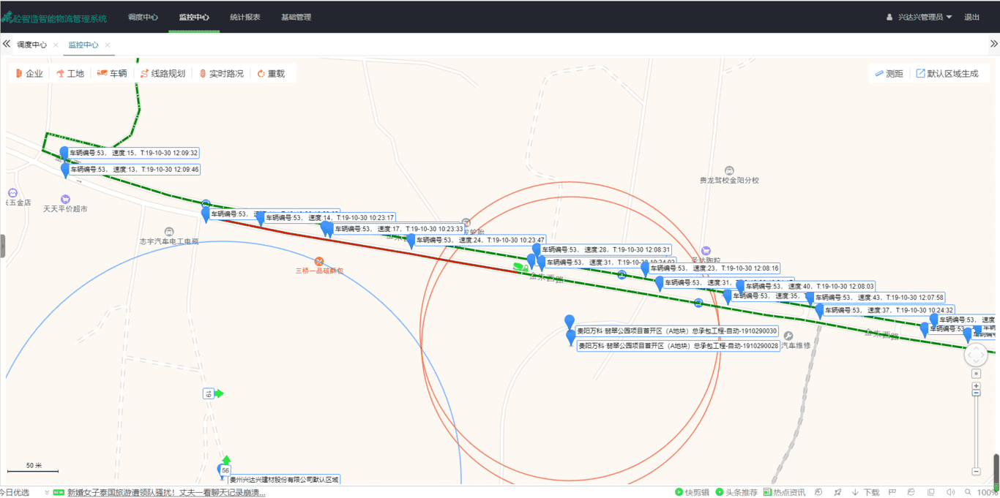 砼智造智能物流管理系统 调度中心 监控中心 统计报表 基础管理 兴达兴管理员 退出
调度中心 × 监控中心 ×
企业 工地 车辆 线路规划 实时路况 重载 测距 默认区域生成
车辆编号:53， 速度:15，T:19-10-30 12:09:32
车辆编号:53， 速度:13，T:19-10-30 12:09:46
贵龙驾校金阳分校
五金店
天天平价超市
车辆编号:53，
车辆编号:53， 速度:14，T:19-10-30 10:23:17
车辆编号:53， 速度:17，T:19-10-30 10:23:33
志宇汽车电工电瓶
车辆编号:53， 速度:24，T:19-10-30 10:23:47
车辆编号:53， 速度:28，T:19-10-30 12:08:31
车辆编号:53， 速度:31，T:19-10-30 10:24:02
车辆编号:53， 速度:23，T:19-10-30 12:08:16
三桥一品破酥包
金朱西路
车辆编号:53， 速度:31，
车辆编号:53， 速度:40，T:19-10-30 12:08:03
车辆编号:53， 速度:35，
车辆编号:53， 速度:43，T:19-10-30 12:07:58
车辆编号:53， 速度:37，T:19-10-30 10:24:32
车辆编号:53， 速度
车辆编号:53，
金朱西路
贵阳万科·翡翠公园项目首开区（A地块）总承包工程-自动-1910290030
贵阳万科·翡翠公园项目首开区（A地块）总承包工程-自动-1910290028
汽车维修
19
56
贵州兴达兴建材股份有限公司默认区域
50 米
今日优选 新婚女子泰国旅游遭领队骚扰！丈夫一看聊天记录崩溃... 快剪辑 头条推荐 热点资讯 下载 100%